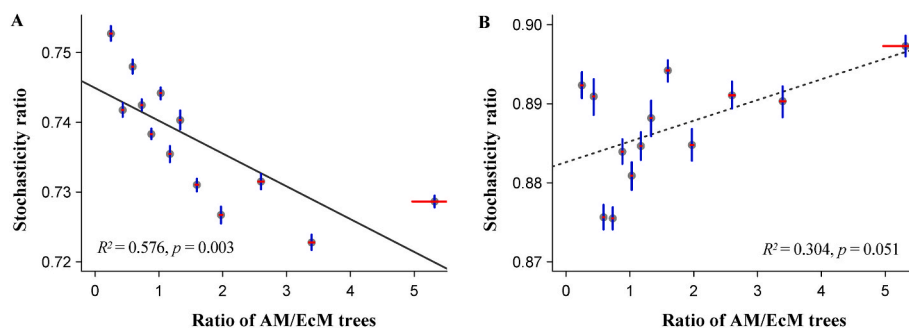 A
Stochasticity ratio
0.75
0.74
0.73
0.72
R² = 0.576, p = 0.003
0 1 2 3 4 5
Ratio of AM/EcM trees
B
Stochasticity ratio
0.90
0.89
0.88
0.87
R² = 0.304, p = 0.051
0 1 2 3 4 5
Ratio of AM/EcM trees